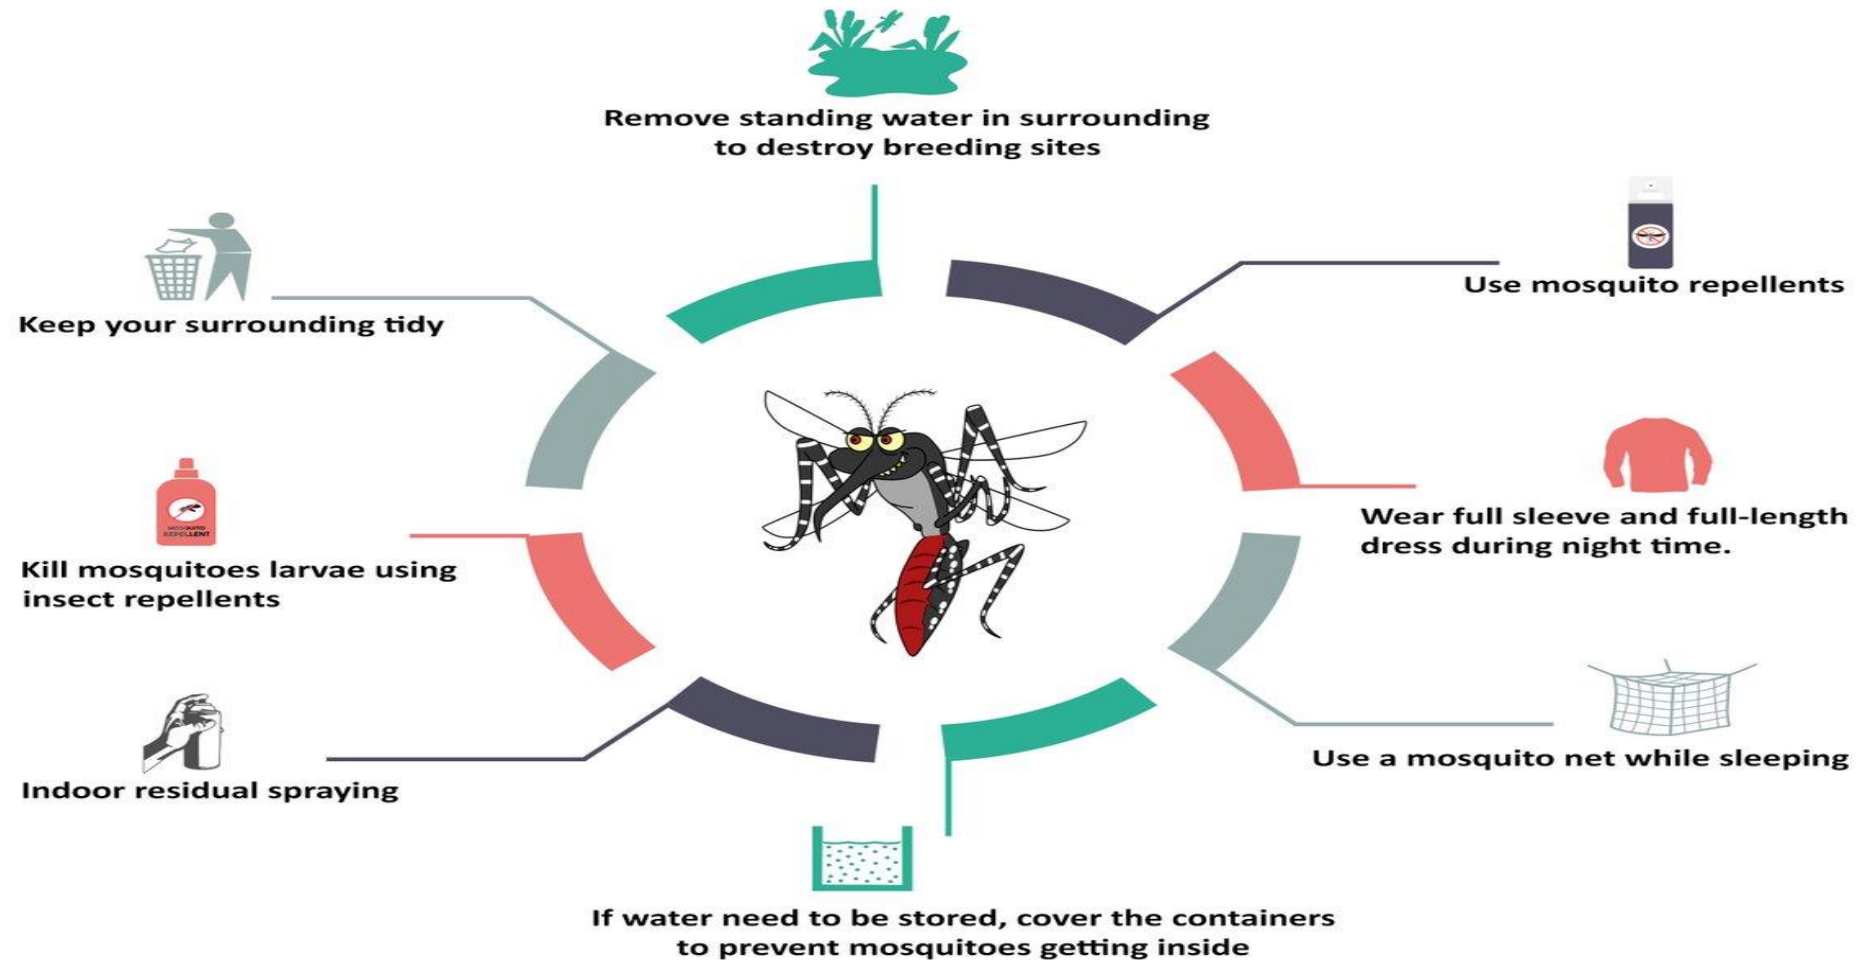 Remove standing water in surrounding
to destroy breeding sites
Use mosquito repellents
Keep your surrounding tidy
Wear full sleeve and full-length
dress during night time.
MOSQUITO
REPELLENT
Kill mosquitoes larvae using
insect repellents
Use a mosquito net while sleeping
Indoor residual spraying
If water need to be stored, cover the containers
to prevent mosquitoes getting inside